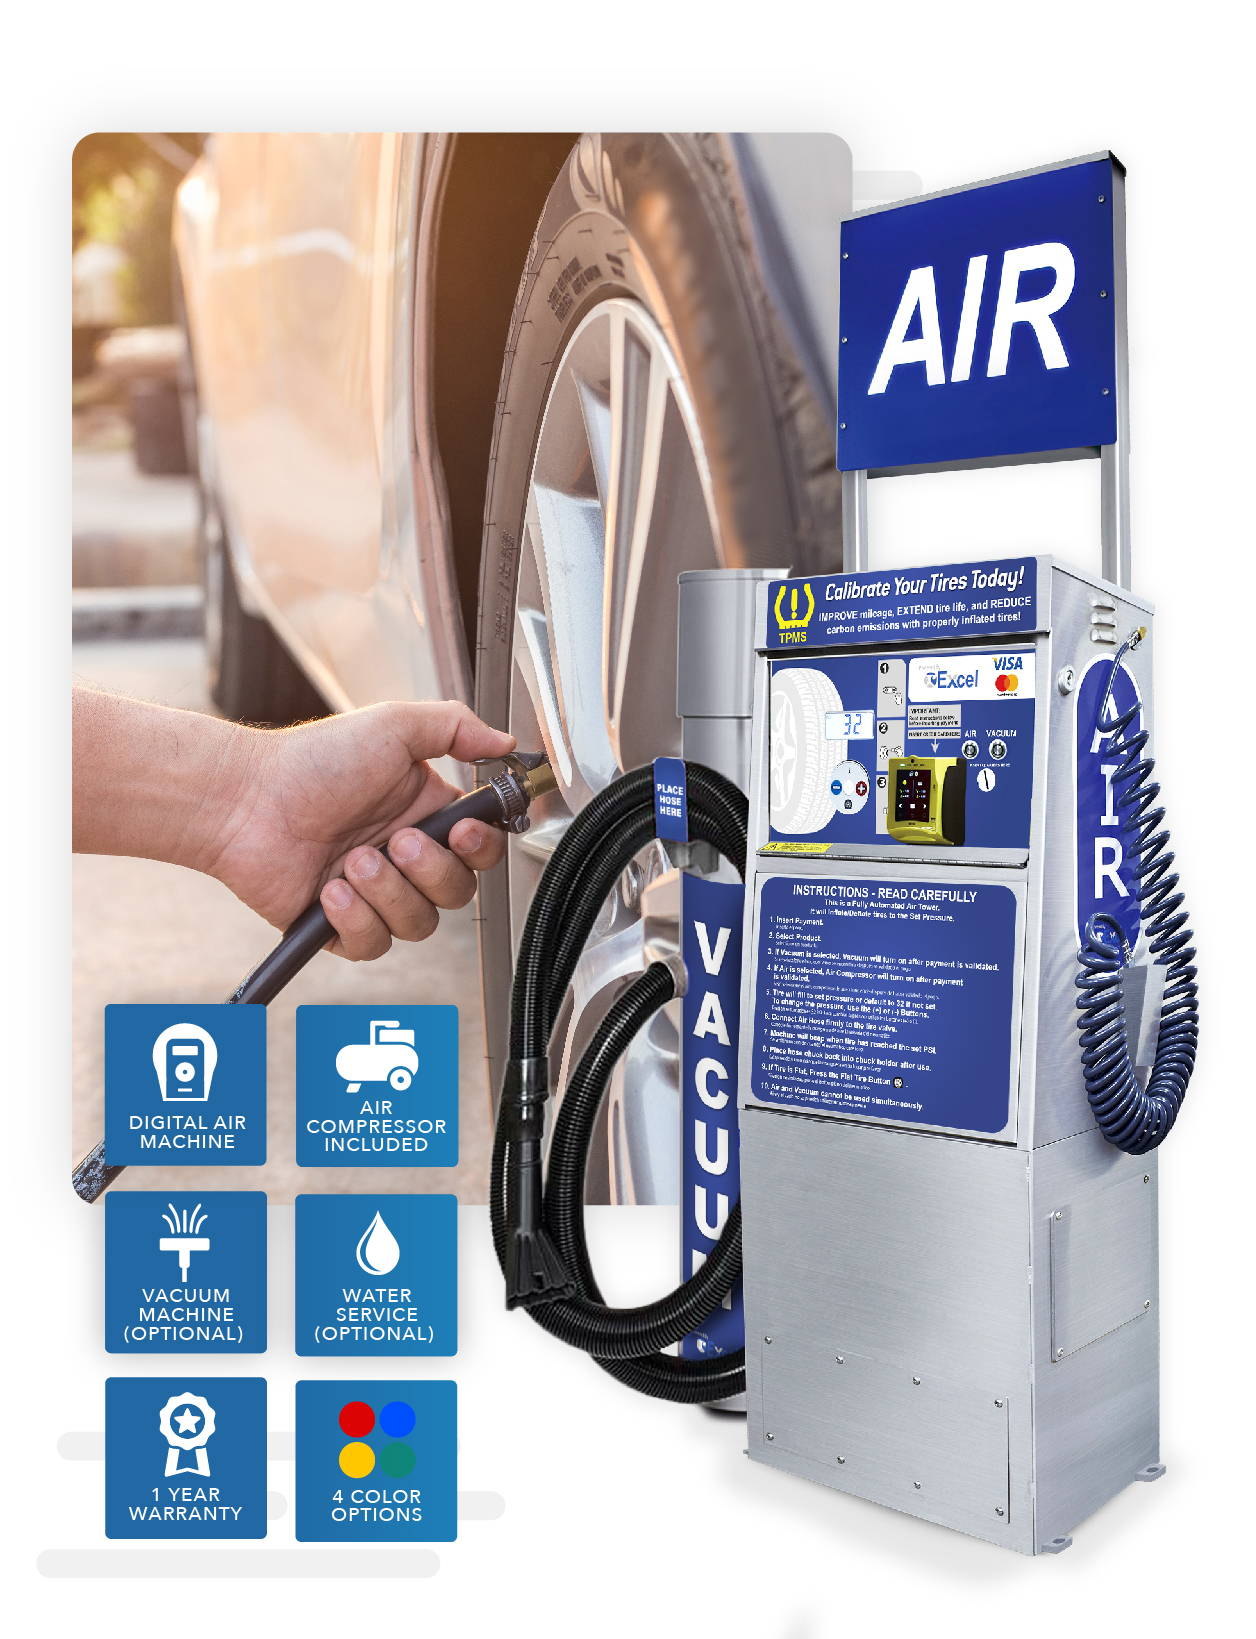 AIR
Calibrate Your Tires Today!
IMPROVE mileage, EXTEND tire life, and REDUCE
carbon emissions with properly inflated tires!
TPMS
Excel
VISA
1
IMPORTANT:
32
2
AIR VACUUM
3
PLACE
HOSE
HERE
AIR
VACUUM
INSTRUCTIONS - READ CAREFULLY
This is a Fully Automated Air Tower.
It will Inflate/Deflate tires to the Set Pressure.
1. Insert Payment.
2. Select Product.
3. If Vacuum is selected, Vacuum will turn on after payment is validated.
4. If Air is selected, Air Compressor will turn on after payment
is validated.
5. Tire will fill to set pressure or default to 32 if not set
To change the pressure, use the (+) or (-) Buttons.
6. Connect Air Hose firmly to the tire valve.
7. Machine will beep when tire has reached the set PSI.
8. Place hose chuck back into chuck holder after use.
9. If Tire is Flat, Press the Flat Tire Button
10. Air and Vacuum cannot be used simultaneously
DIGITAL AIR
MACHINE
AIR
COMPRESSOR
INCLUDED
VACUUM
MACHINE
(OPTIONAL)
WATER
SERVICE
(OPTIONAL)
1 YEAR
WARRANTY
4 COLOR
OPTIONS